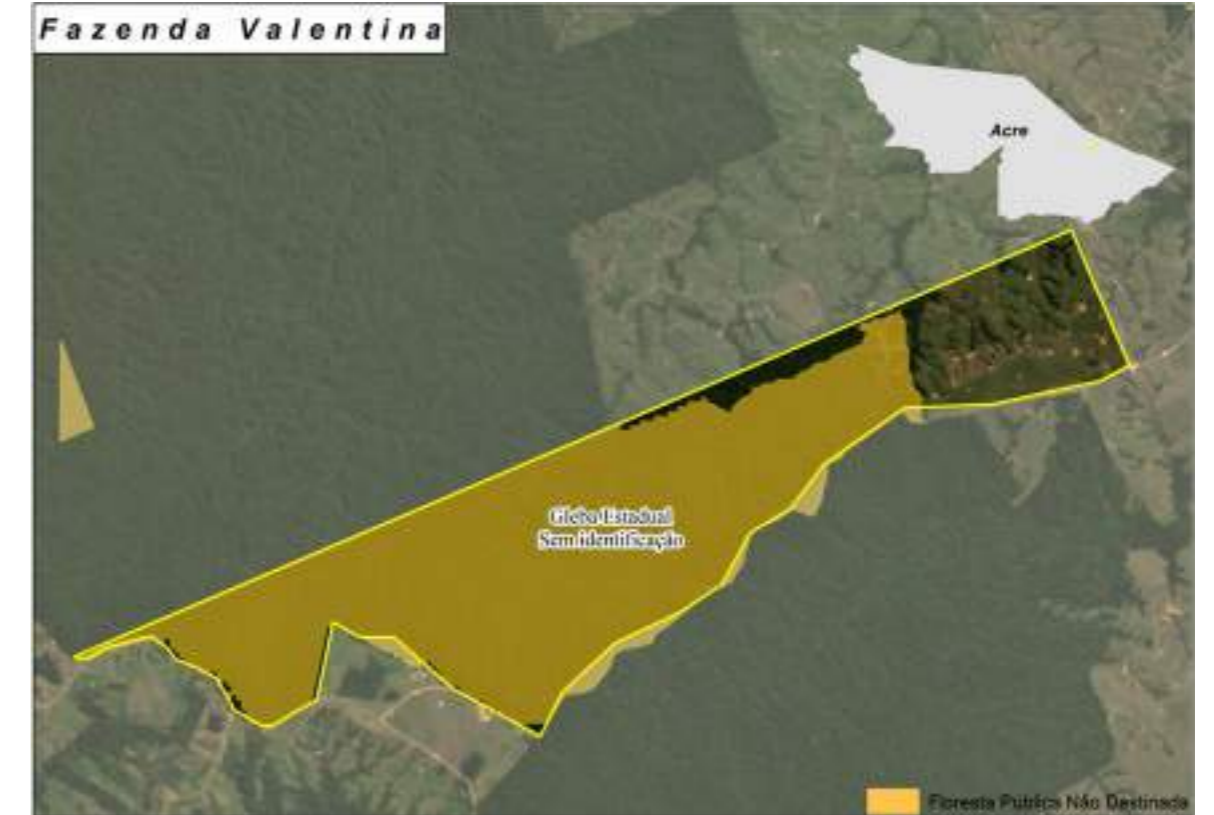 Fazenda Valentina
Acre
Gleba Estadual
Sem identificação
Floresta Pública Não Destinada